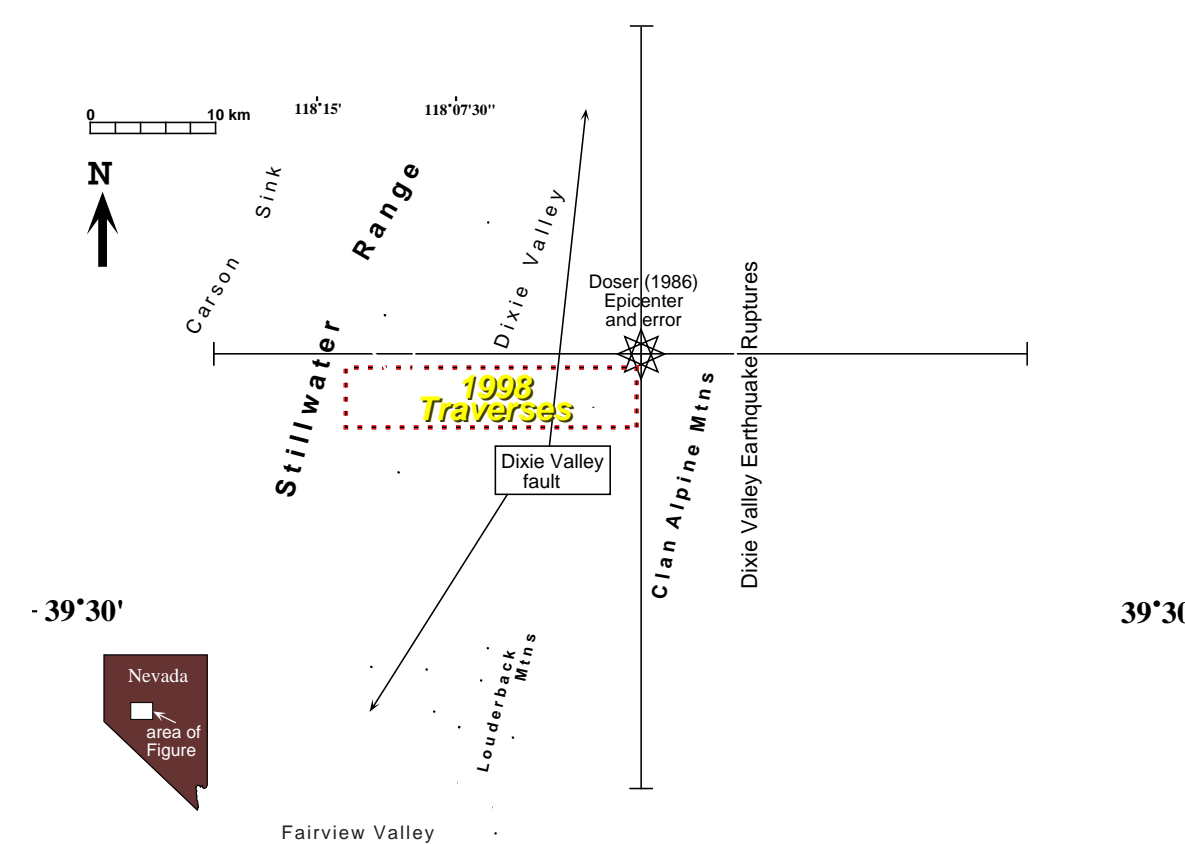 0 10 km
118°15'
118°07'30"
N
Carson Sink
Stillwater Range
Dixie Valley
Doser (1986)
Epicenter
and error
1998
Traverses
Dixie Valley
fault
Clan Alpine Mtns
Dixie Valley Earthquake Ruptures
39°30'
39°30
Nevada
area of
Figure
Louderback
Mtns
Fairview Valley